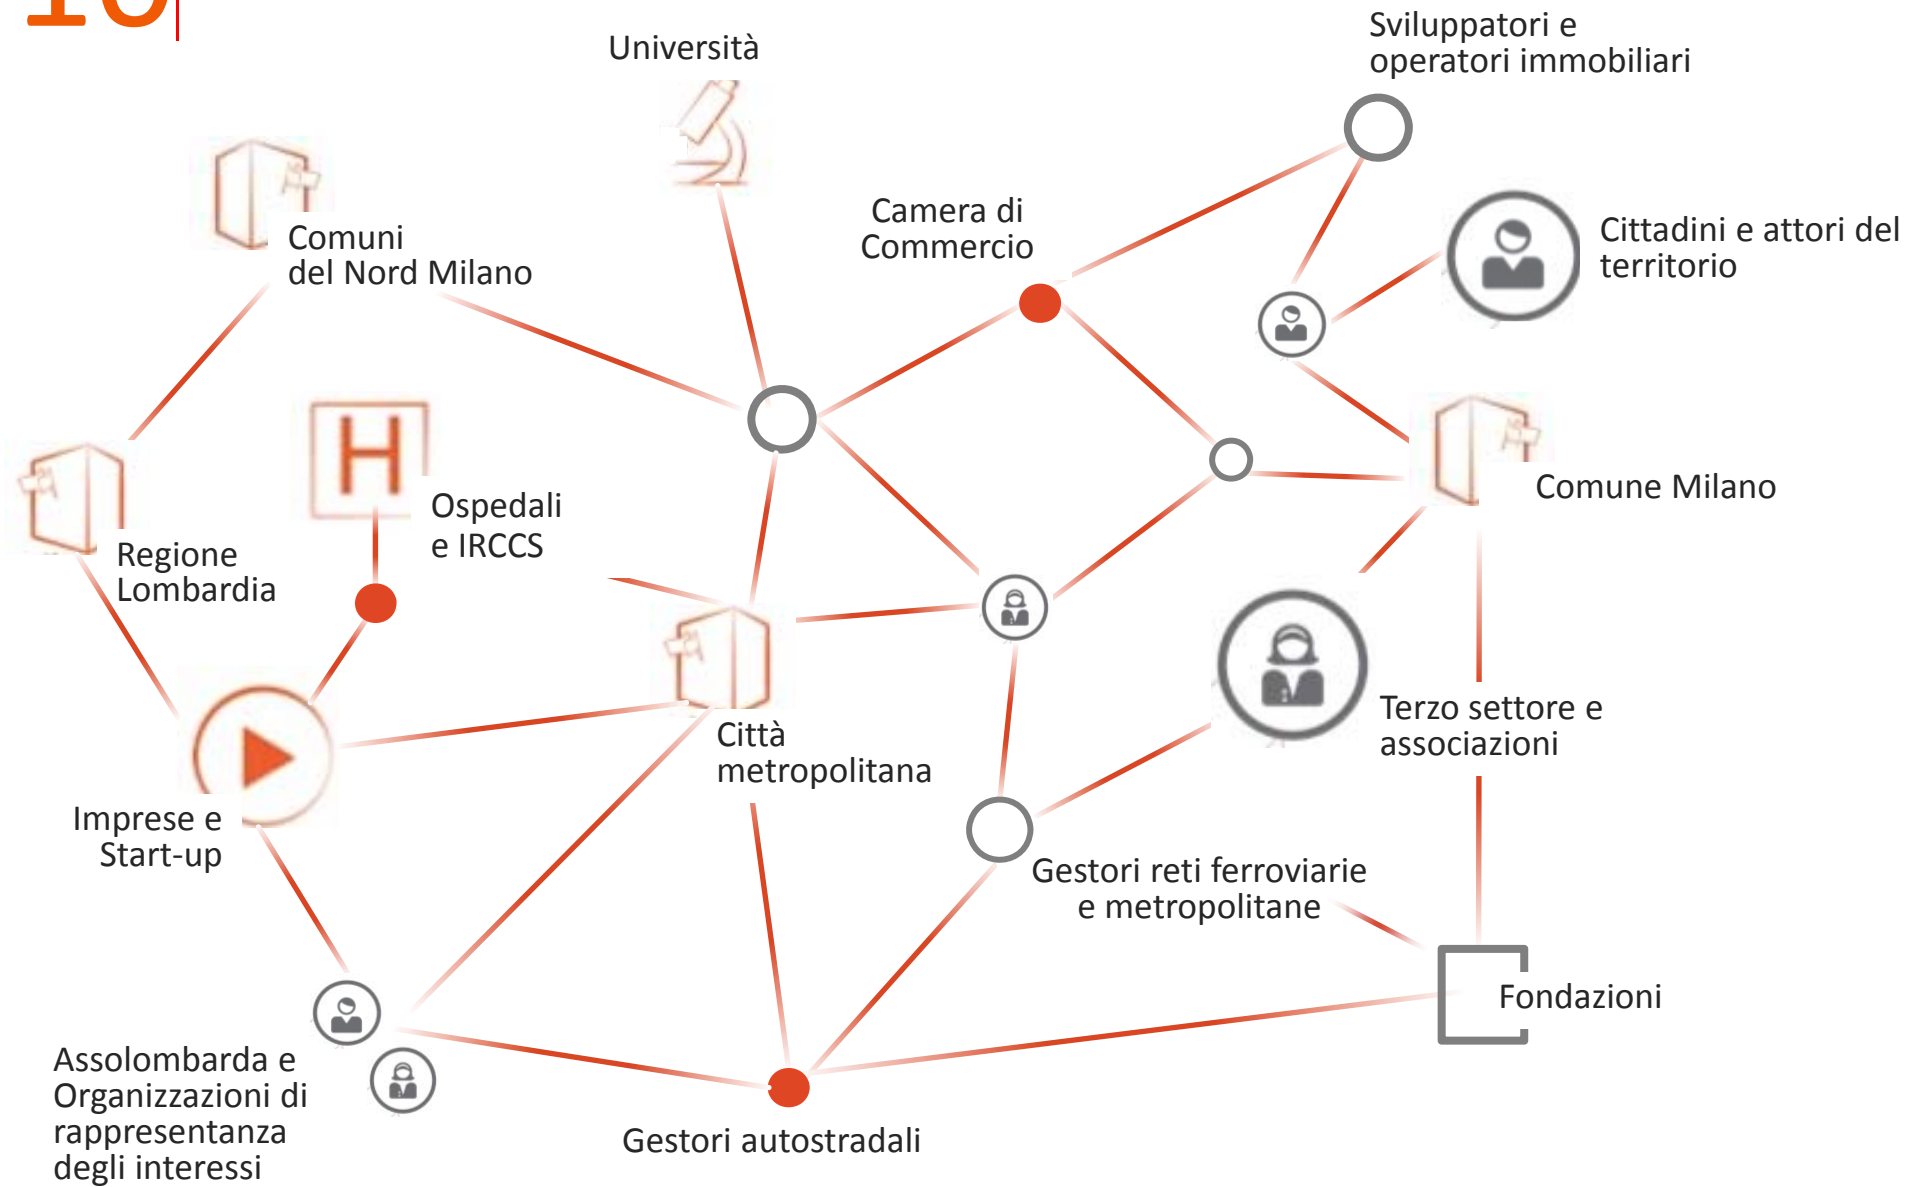 Università
Sviluppatori e
operatori immobiliari
Camera di
Commercio
Cittadini e attori del
territorio
Comuni
del Nord Milano
H
Ospedali
e IRCCS
Comune Milano
Regione
Lombardia
Terzo settore e
associazioni
Città
metropolitana
Imprese e
Start-up
Gestori reti ferroviarie
e metropolitane
Fondazioni
Assolombarda e
Organizzazioni di
rappresentanza
degli interessi
Gestori autostradali